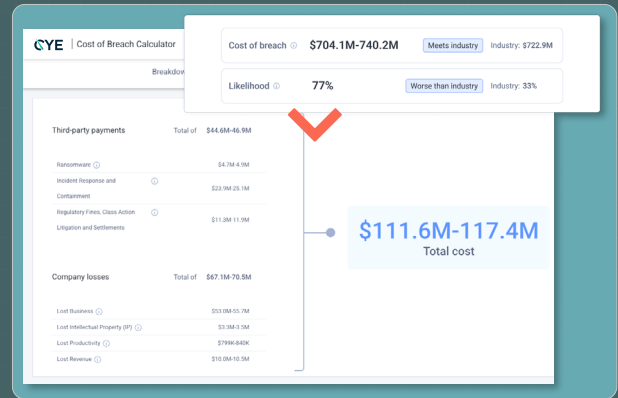 CYE | Cost of Breach Calculator
Cost of breach $704.1M-740.2M Meets industry Industry: $722.9M
Likelihood 77% Worse than industry Industry: 33%
Third-party payments Total of $44.6M-46.9M
Ransomware $4.7M-4.9M
Incident Response and
Containment
$23.9M-25.1M
Regulatory Fines, Class Action
Litigation and Settlements
$11.3M-11.9M
$111.6M-117.4M
Total cost
Company losses Total of $67.1M-70.5M
Lost Business $53.0M-55.7M
Lost Intellectual Property (IP) $3.3M-3.5M
Lost Productivity $799K-840K
Lost Revenue $10.0M-10.5M